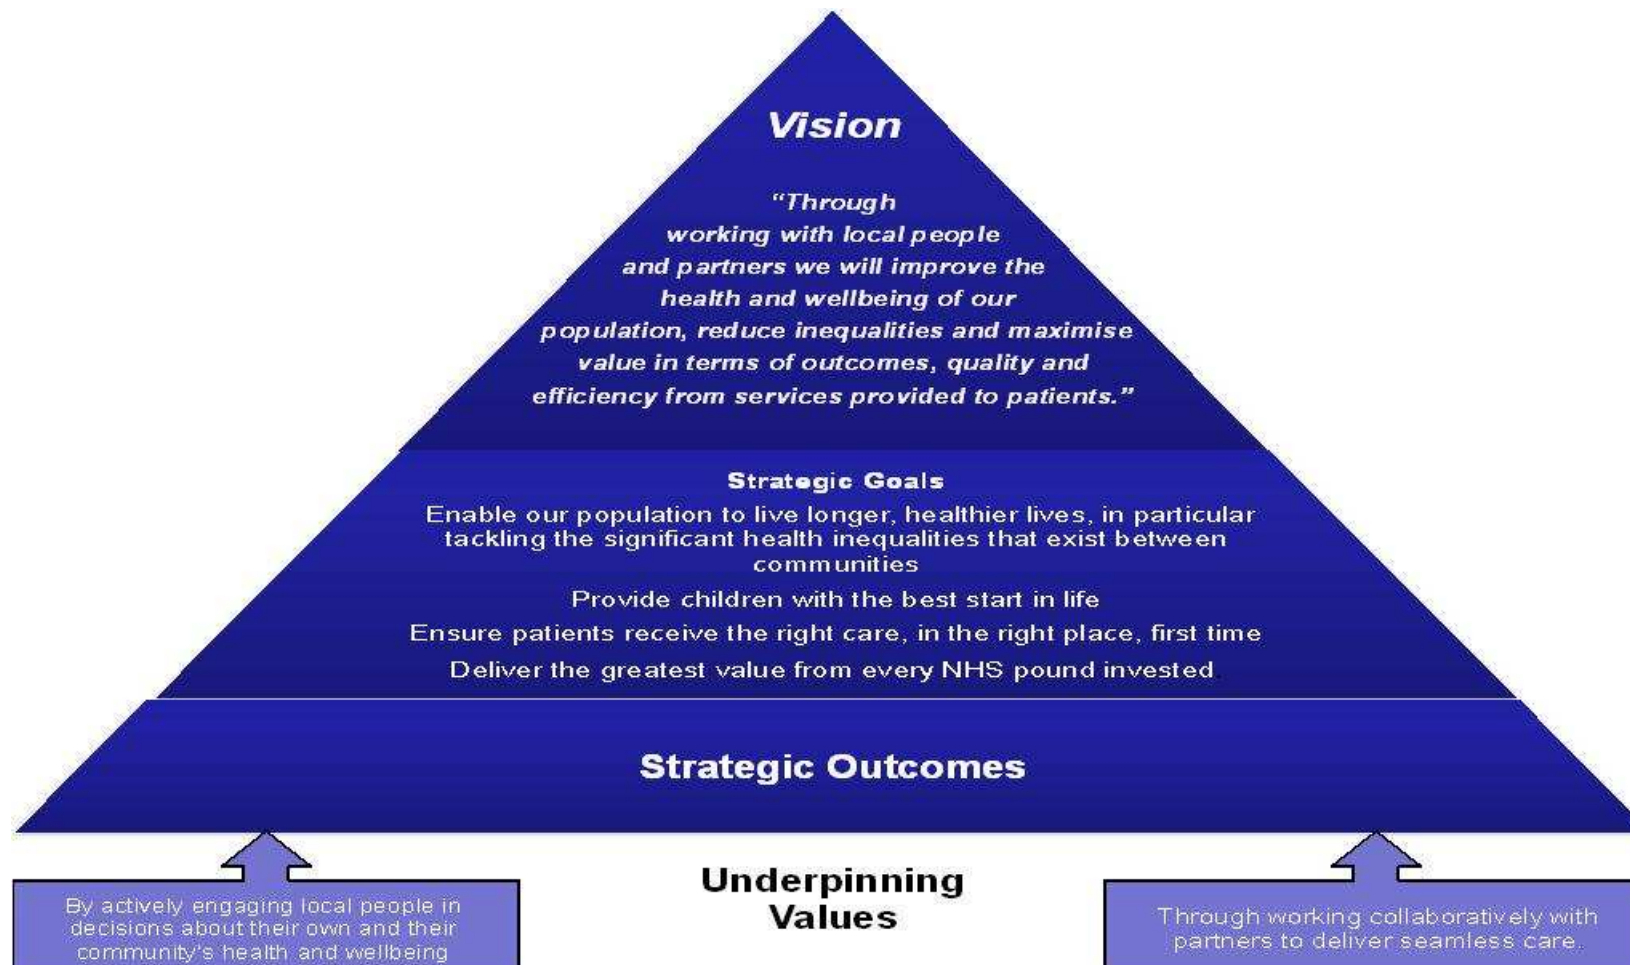 Vision
“Through
working with local people
and partners we will improve the
health and wellbeing of our
population, reduce inequalities and maximise
value in terms of outcomes, quality and
efficiency from services provided to patients.”
Strategic Goals
Enable our population to live longer, healthier lives, in particular
tackling the significant health inequalities that exist between
communities
Provide children with the best start in life
Ensure patients receive the right care, in the right place, first time
Deliver the greatest value from every NHS pound invested.
Strategic Outcomes
Underpinning
Values
By actively engaging local people in
decisions about their own and their
community's health and wellbeing
Through working collaboratively with
partners to deliver seamless care.